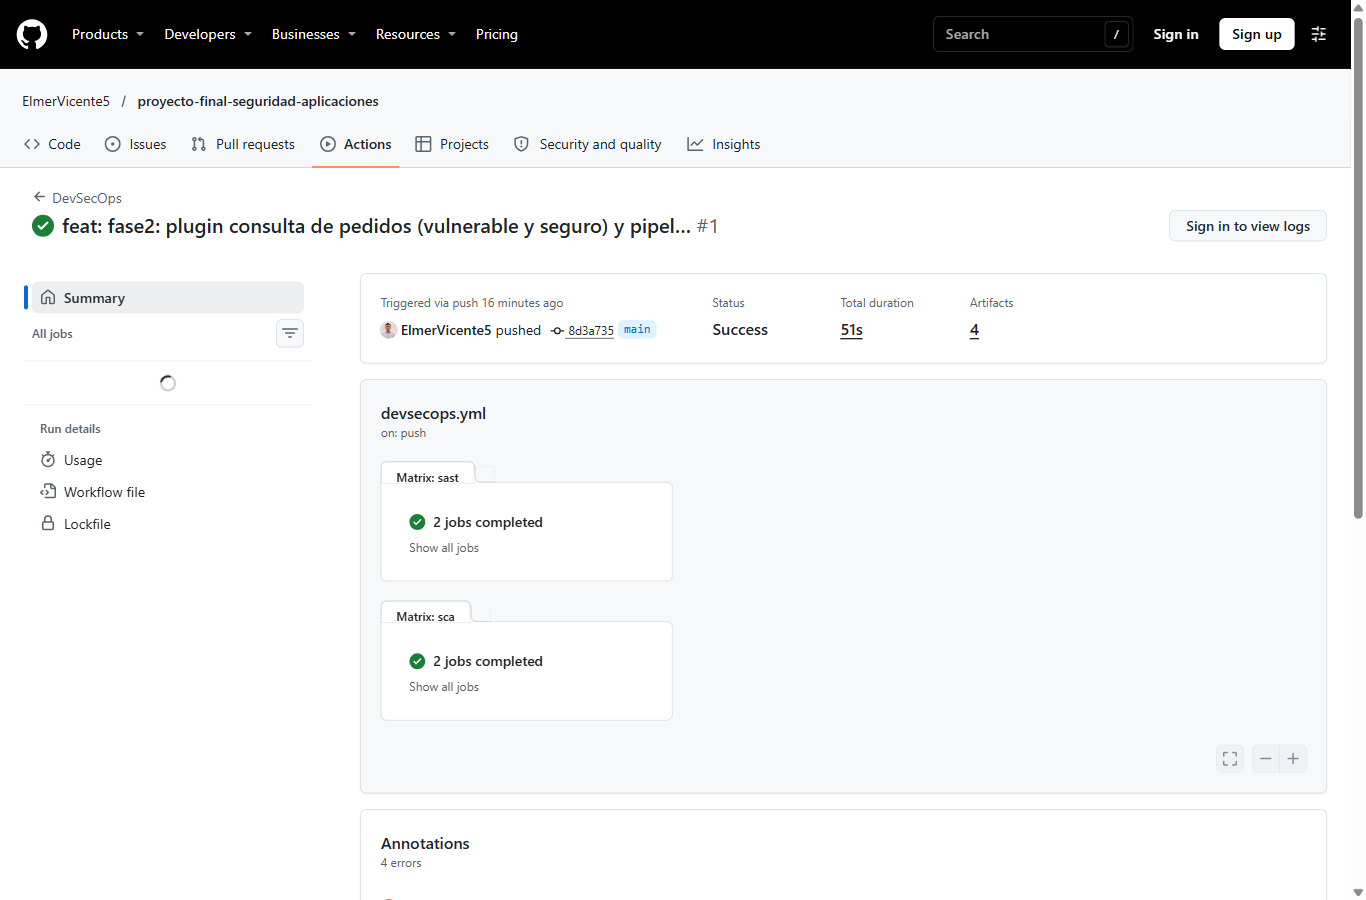 Products Developers Businesses Resources Pricing Search / Sign in Sign up
ElmerVicente5 / proyecto-final-seguridad-aplicaciones
Code Issues Pull requests Actions Projects Security and quality Insights
DevSecOps
feat: fase2: plugin consulta de pedidos (vulnerable y seguro) y pipel... #1
Sign in to view logs
Summary
All jobs
Run details
Usage
Workflow file
Lockfile
Triggered via push 16 minutes ago
ElmerVicente5 pushed 8d3a735 main
Status
Success
Total duration
51s
Artifacts
4
devsecops.yml
on: push
Matrix: sast
2 jobs completed
Show all jobs
Matrix: sca
2 jobs completed
Show all jobs
Annotations
4 errors